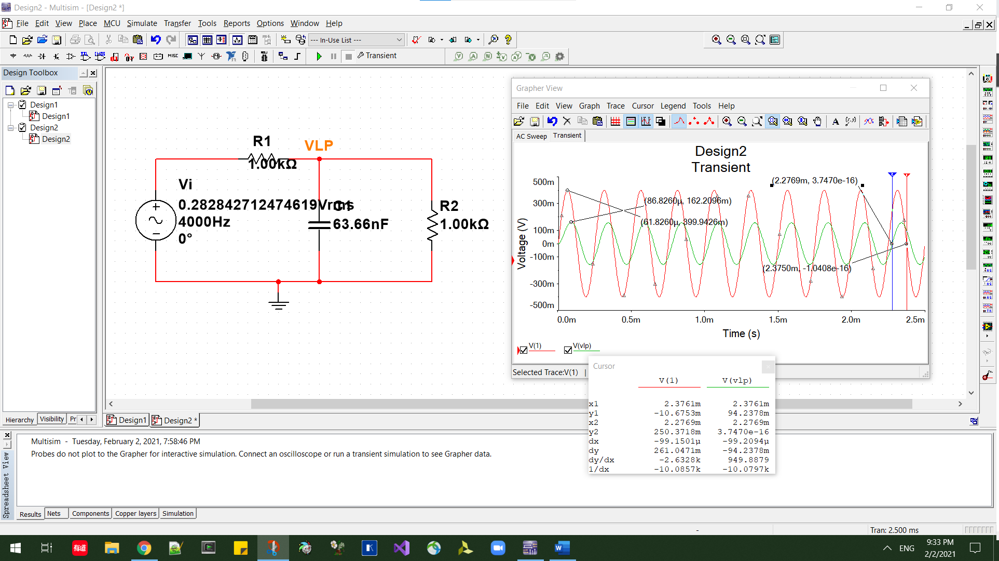 Design2 - Multisim - [Design2 *]
File Edit View Place MCU Simulate Transfer Tools Reports Options Window Help
--- In-Use List ---
MISC
Transient
Design Toolbox
Design1
Design1
Design2
Design2
Hierarchy Visibility Pr
R1
1.00kΩ
VLP
Vi
0.282842712474619Vrms
4000Hz
0°
C1
63.66nF
R2
1.00kΩ
Design1 Design2 *
Grapher View
File Edit View Graph Trace Cursor Legend Tools Help
AC Sweep Transient
Design2
Transient
Voltage (V)
500m
300m
100m
0m
-100m
-300m
-500m
(2.2769m, 3.7470e-16)
(86.8260µ, 162.2096m)
(61.8260µ, 399.9426m)
(2.3750m, -1.0408e-16)
0.0m 0.5m 1.0m 1.5m 2.0m 2.5m
Time (s)
V(1) V(vlp)
Selected Trace:V(1)
Cursor
V(1) V(vlp)
x1 2.3761m 2.3761m
y1 -10.6753m 94.2378m
x2 2.2769m 2.2769m
y2 250.3718m 3.7470e-16
dx -99.1501µ -99.2094µ
dy 261.0471m -94.2378m
dy/dx -2.6328k 949.8879
1/dx -10.0857k -10.0797k
Spreadsheet View
Multisim - Tuesday, February 2, 2021, 7:58:46 PM
Probes do not plot to the Grapher for interactive simulation. Connect an oscilloscope or run a transient simulation to see Grapher data.
Results Nets Components Copper layers Simulation
- Tran: 2.500 ms
有道
ENG
9:33 PM
2/2/2021